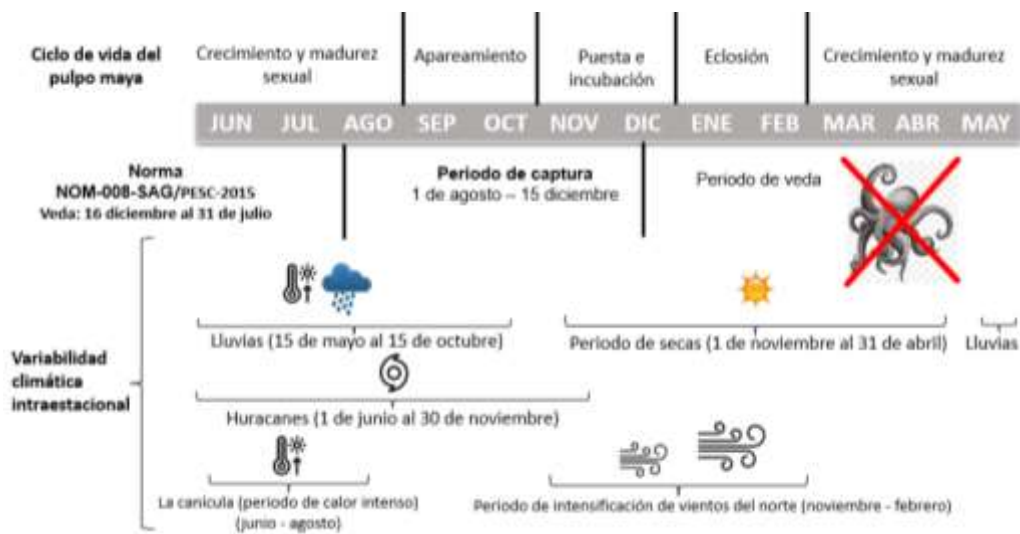 Ciclo de vida del
pulpo maya
Crecimiento y madurez
sexual
Apareamiento
Puesta e
incubación
Eclosión
Crecimiento y madurez
sexual
JUN JUL AGO SEP OCT NOV DIC ENE FEB MAR ABR MAY
Norma
NOM-008-SAG/PESC-2015
Veda: 16 diciembre al 31 de julio
Periodo de captura
1 de agosto – 15 diciembre
Periodo de veda
Variabilidad
climática
intraestacional
Lluvias (15 de mayo al 15 de octubre)
Periodo de secas (1 de noviembre al 31 de abril)
Lluvias
Huracanes (1 de junio al 30 de noviembre)
La canícula (periodo de calor intenso)
(junio - agosto)
Periodo de intensificación de vientos del norte (noviembre - febrero)